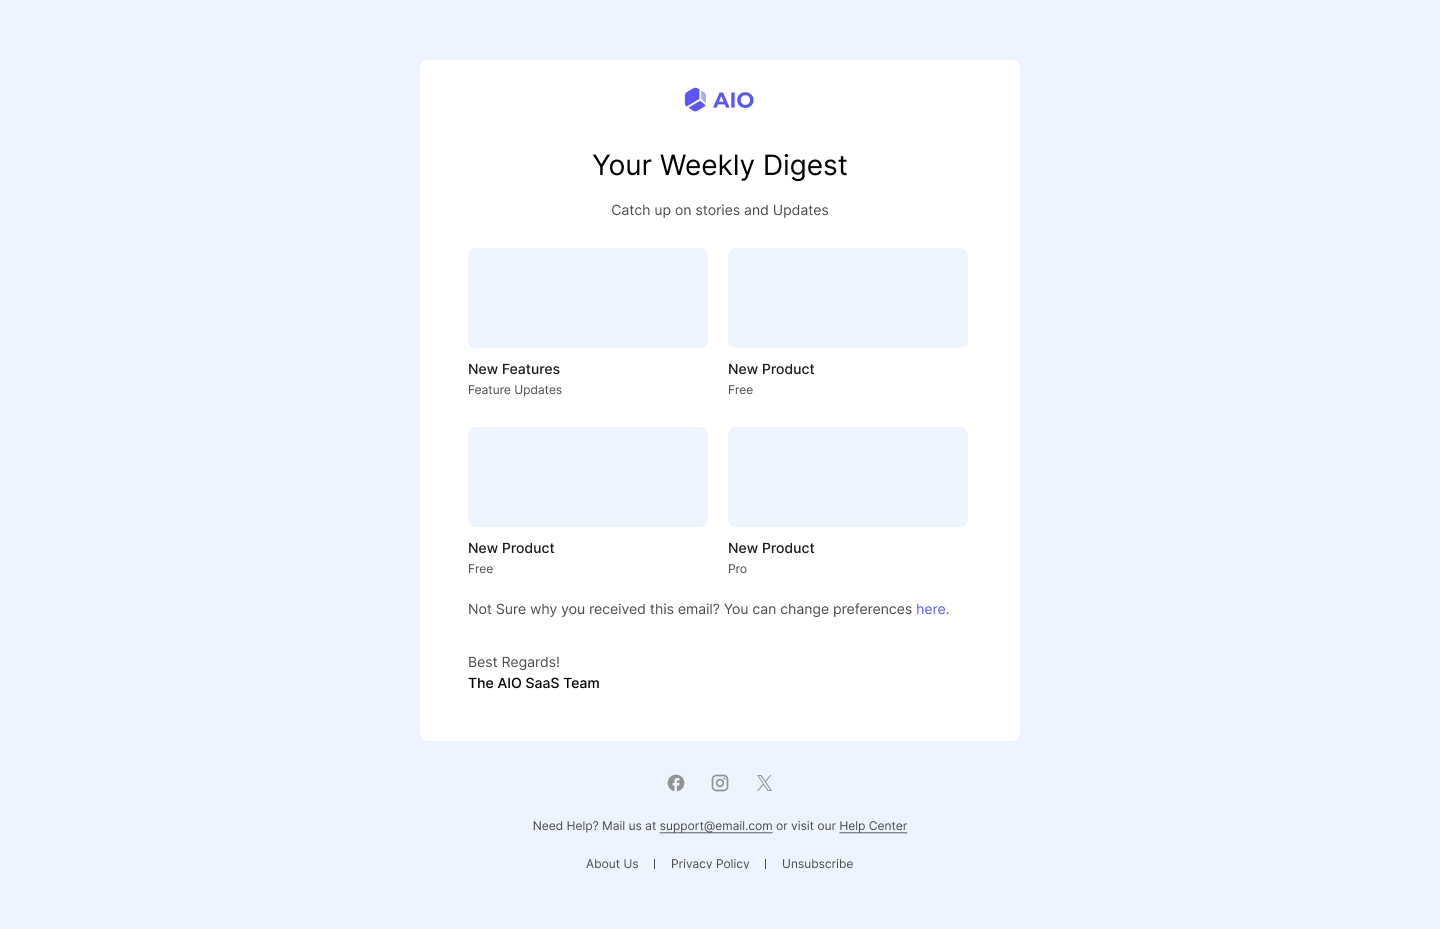 AIO
Your Weekly Digest
Catch up on stories and Updates
New Features
Feature Updates
New Product
Free
New Product
Free
New Product
Pro
Not Sure why you received this email? You can change preferences here.
Best Regards!
The AIO SaaS Team
Need Help? Mail us at support@email.com or visit our Help Center
About Us | Privacy Policy | Unsubscribe